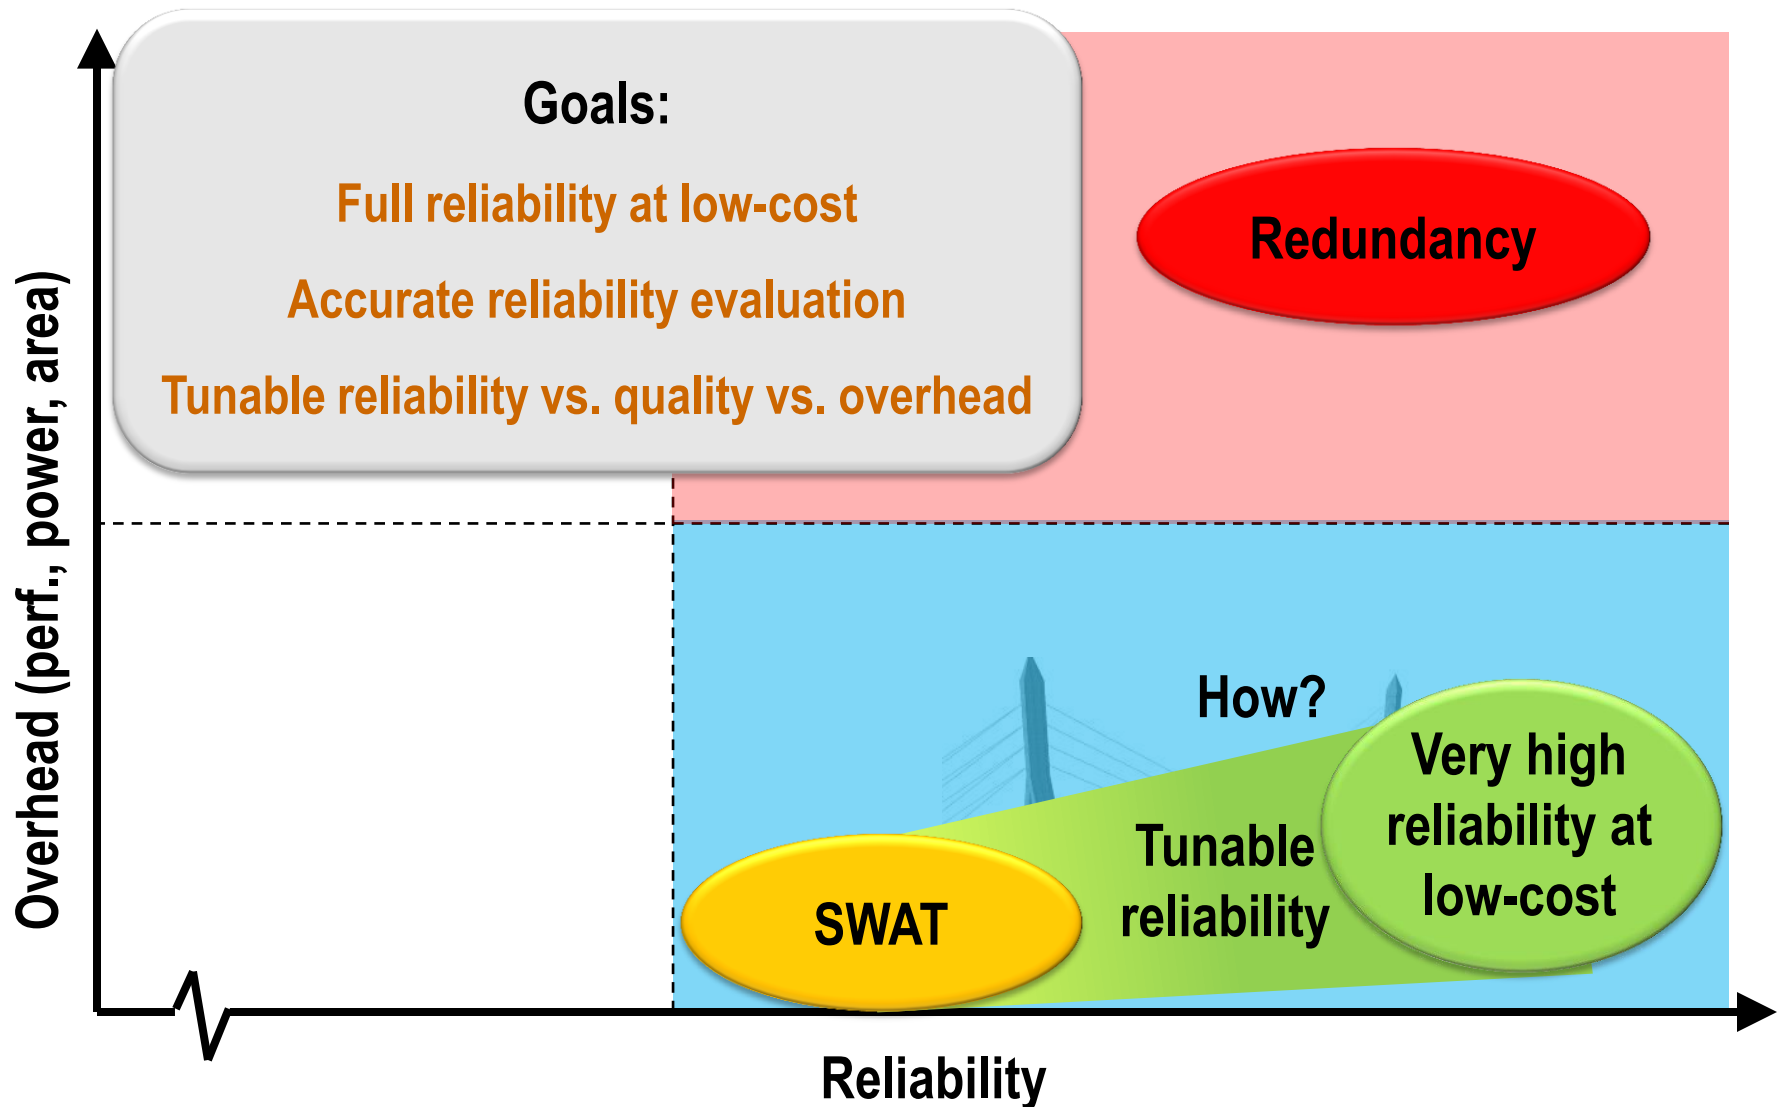 Goals:
Full reliability at low-cost
Accurate reliability evaluation
Tunable reliability vs. quality vs. overhead
Redundancy
Overhead (perf., power, area)
How?
Very high
reliability at
low-cost
Tunable
reliability
SWAT
Reliability